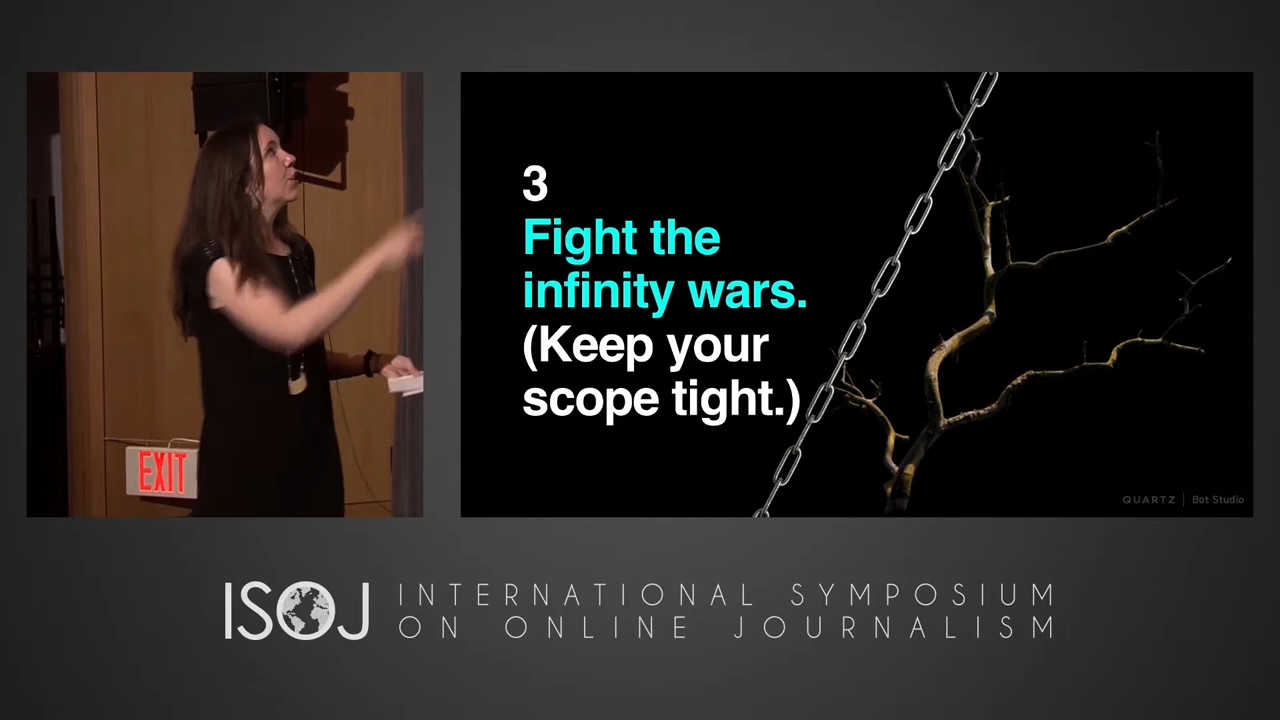 3
Fight the
infinity wars.
(Keep your
scope tight.)
QUARTZ | Bot Studio
EXIT
ISOJ
INTERNATIONAL SYMPOSIUM
ON ONLINE JOURNALISM